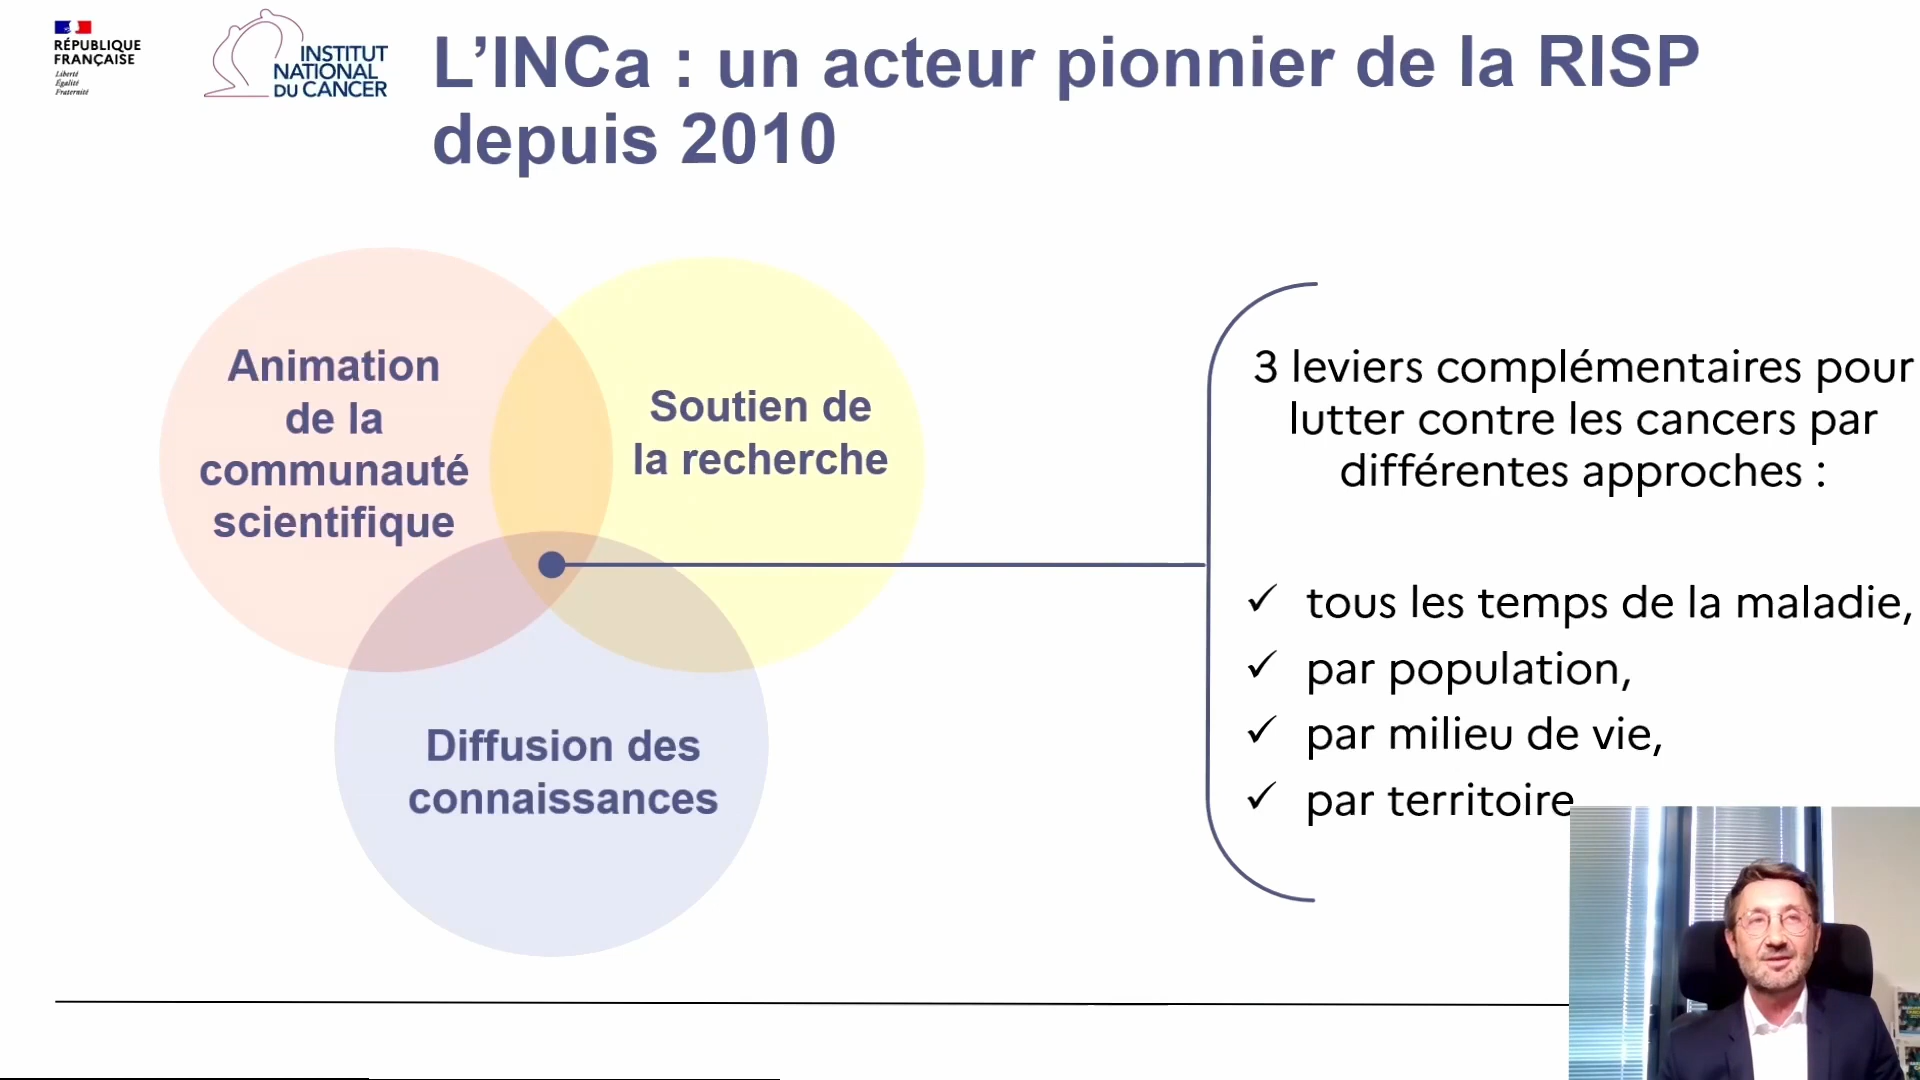 RÉPUBLIQUE
FRANÇAISE
Liberté
Égalité
Fraternité
INSTITUT
NATIONAL
DU CANCER
L’INCa : un acteur pionnier de la RISP
depuis 2010
Animation
de la
communauté
scientifique
Soutien de
la recherche
Diffusion des
connaissances
3 leviers complémentaires pour
lutter contre les cancers par
différentes approches :
✓ tous les temps de la maladie,
✓ par population,
✓ par milieu de vie,
✓ par territoire